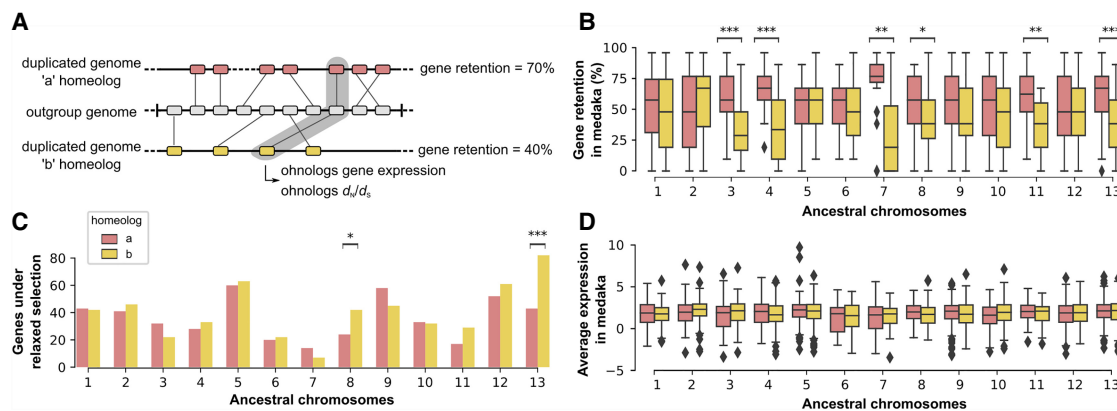 A
duplicated genome
'a' homeolog
gene retention = 70%
outgroup genome
duplicated genome
'b' homeolog
gene retention = 40%
ohnologs gene expression
ohnologs dN/dS
B
Gene retention
in medaka (%)
100
75
50
25
0
*** *** ** * ** ***
1 2 3 4 5 6 7 8 9 10 11 12 13
Ancestral chromosomes
C
homeolog
a
b
Genes under
relaxed selection
80
60
40
20
0
* ***
1 2 3 4 5 6 7 8 9 10 11 12 13
Ancestral chromosomes
D
Average expression
in medaka
10
5
0
−5
1 2 3 4 5 6 7 8 9 10 11 12 13
Ancestral chromosomes